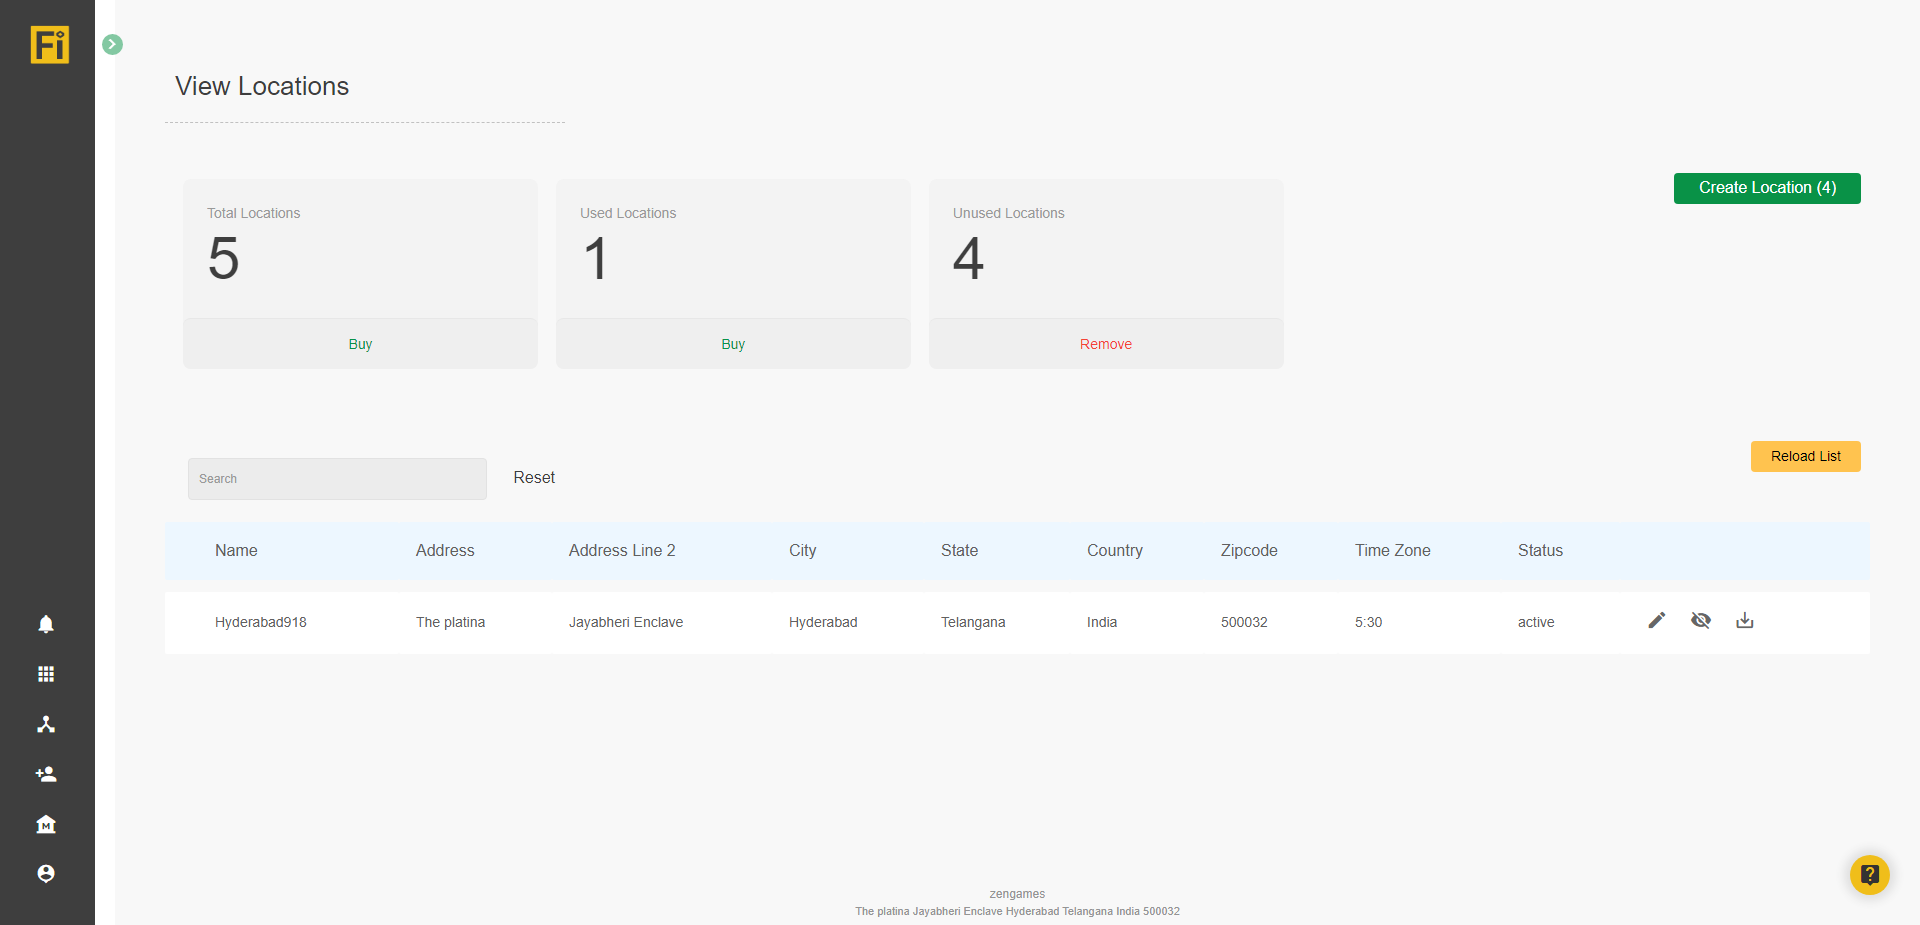 Fi
View Locations
Create Location (4)
Total Locations
5
Buy
Used Locations
1
Buy
Unused Locations
4
Remove
Reload List
Search
Reset
Name Address Address Line 2 City State Country Zipcode Time Zone Status
Hyderabad918 The platina Jayabheri Enclave Hyderabad Telangana India 500032 5:30 active
M
?
zengames
The platina Jayabheri Enclave Hyderabad Telangana India 500032